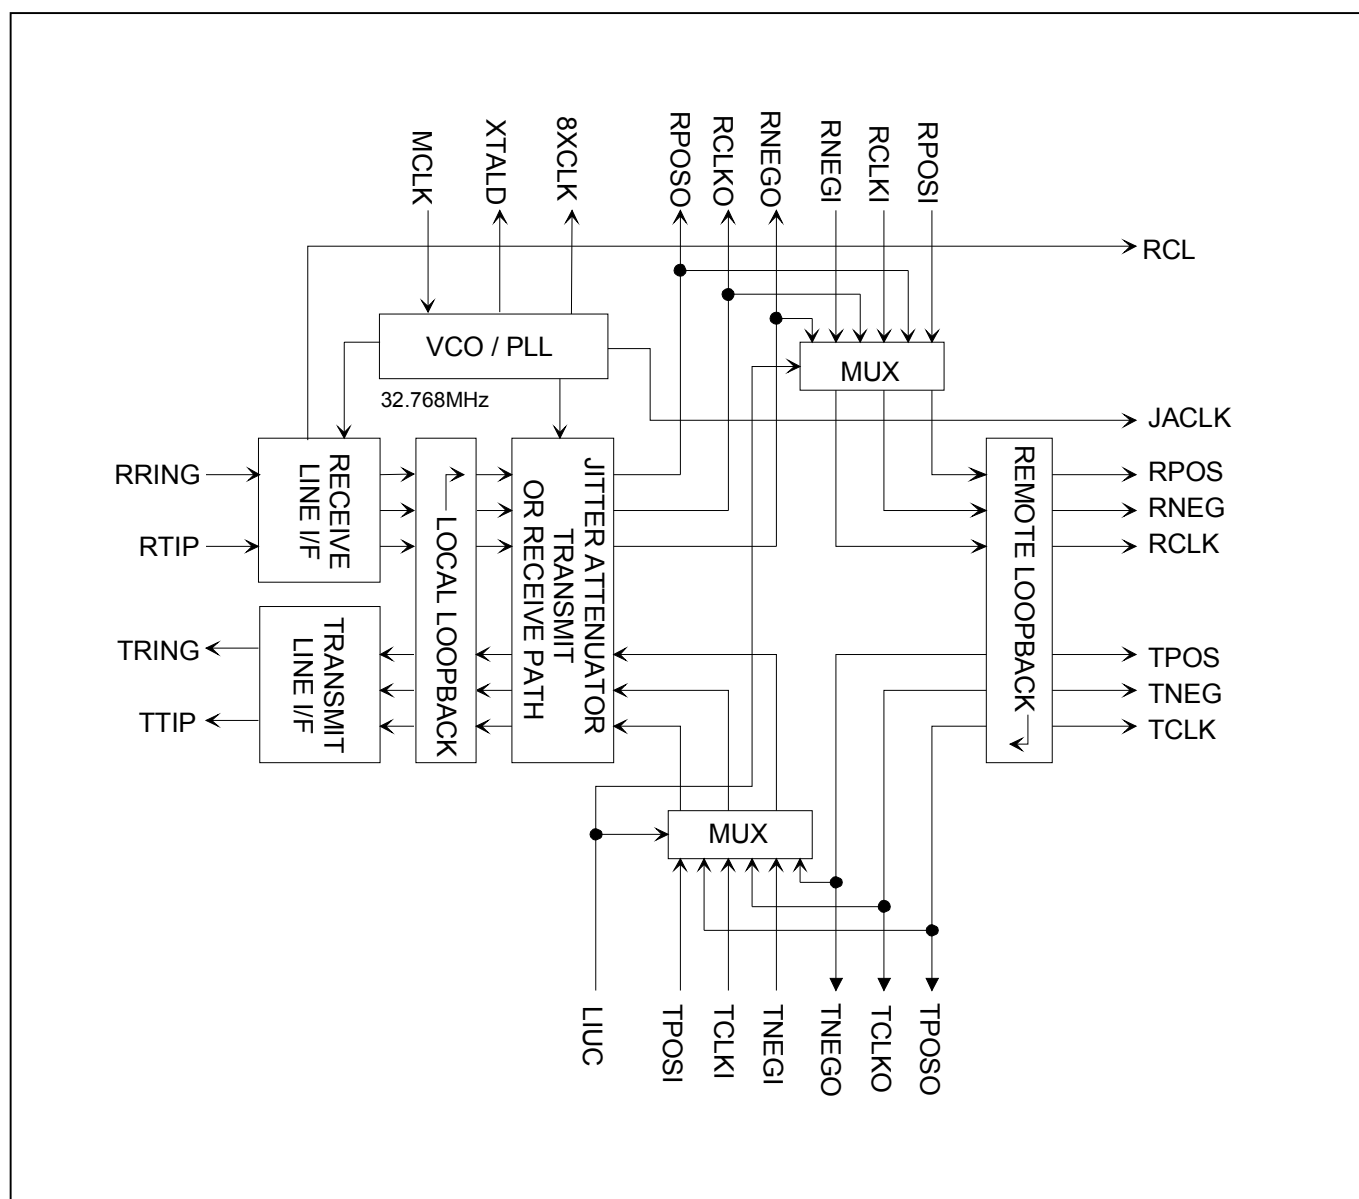 MCLK
XTALD
8XCLK
RPOSO
RCLKO
RNEGO
RNEGI
RCLKI
RPOSI
RCL
VCO / PLL
MUX
32.768MHz
JACLK
RRING
RTIP
RECEIVE
LINE I/F
LOCAL LOOPBACK
JITTER ATTENUATOR
TRANSMIT
OR RECEIVE PATH
REMOTE LOOPBACK
RPOS
RNEG
RCLK
TRING
TTIP
TRANSMIT
LINE I/F
TPOS
TNEG
TCLK
MUX
LIUC
TPOSI
TCLKI
TNEGI
TNEGO
TCLKO
TPOSO